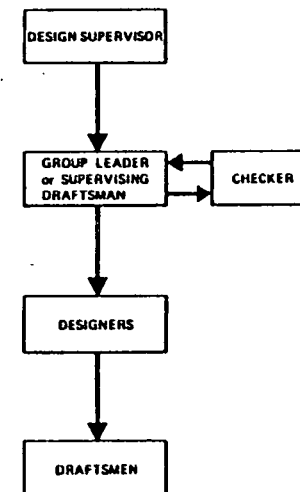 DESIGN SUPERVISOR
GROUP LEADER
or SUPERVISING
DRAFTSMAN
CHECKER
DESIGNERS
DRAFTSMEN